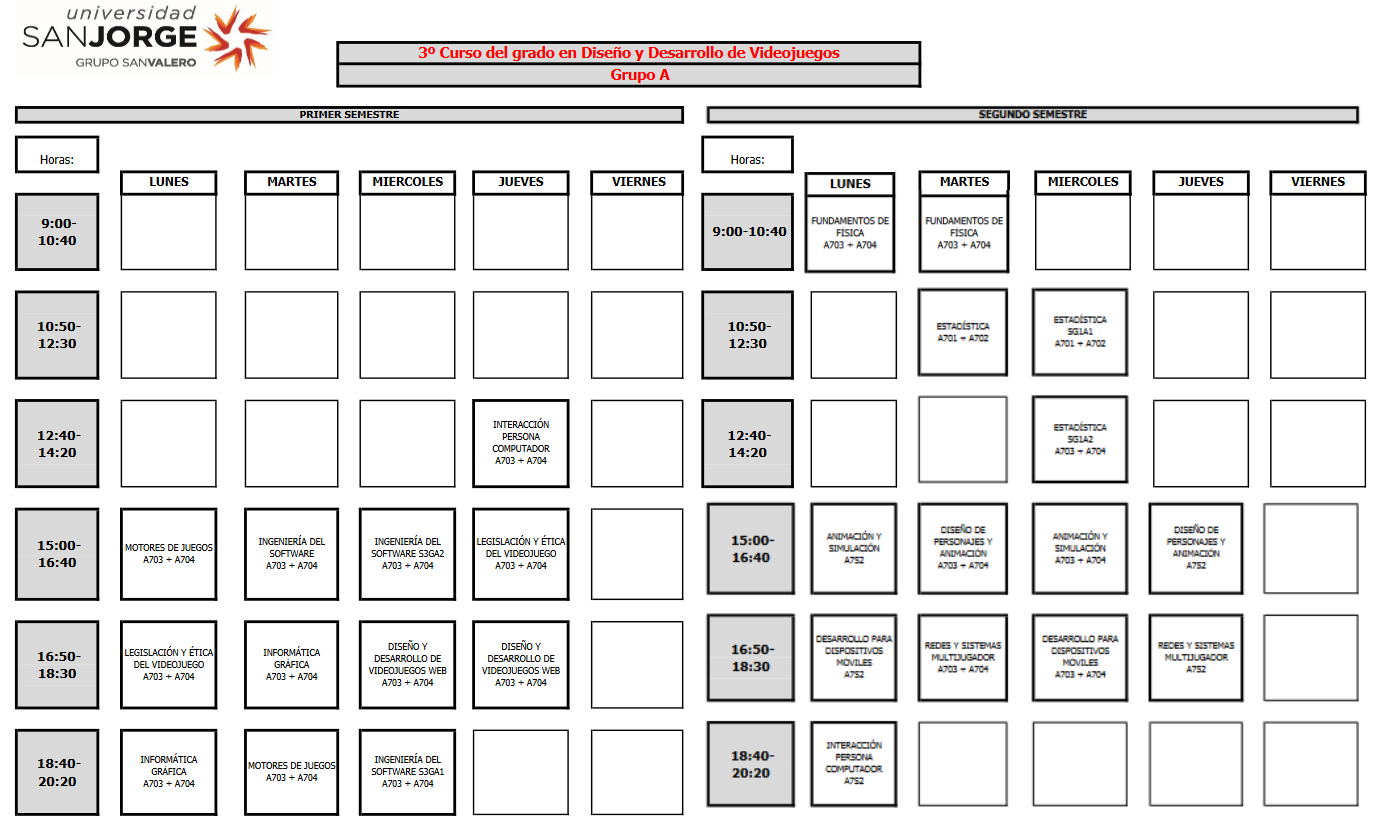 universidad
SANJORGE
GRUPO SANVALERO
3º Curso del grado en Diseño y Desarrollo de Videojuegos
Grupo A
PRIMER SEMESTRE
Horas:
LUNES
MARTES
MIERCOLES
JUEVES
VIERNES
9:00-
10:40
10:50-
12:30
12:40-
14:20
INTERACCIÓN
PERSONA
COMPUTADOR
A703 + A704
15:00-
16:40
MOTORES DE JUEGOS
A703 + A704
INGENIERÍA DEL
SOFTWARE
A703 + A704
INGENIERÍA DEL
SOFTWARE S3GA2
A703 + A704
LEGISLACIÓN Y ÉTICA
DEL VIDEOJUEGO
A703 + A704
16:50-
18:30
LEGISLACIÓN Y ÉTICA
DEL VIDEOJUEGO
A703 + A704
INFORMÁTICA
GRÁFICA
A703 + A704
DISEÑO Y
DESARROLLO DE
VIDEOJUEGOS WEB
A703 + A704
DISEÑO Y
DESARROLLO DE
VIDEOJUEGOS WEB
A703 + A704
18:40-
20:20
INFORMÁTICA
GRÁFICA
A703 + A704
MOTORES DE JUEGOS
A703 + A704
INGENIERÍA DEL
SOFTWARE S3GA1
A703 + A704
SEGUNDO SEMESTRE
Horas:
LUNES
MARTES
MIERCOLES
JUEVES
VIERNES
9:00-10:40
FUNDAMENTOS DE
FÍSICA
A703 + A704
FUNDAMENTOS DE
FÍSICA
A703 + A704
10:50-
12:30
ESTADÍSTICA
A701 + A702
ESTADÍSTICA
SG1A1
A701 + A702
12:40-
14:20
ESTADÍSTICA
SG1A2
A703 + A704
15:00-
16:40
ANIMACIÓN Y
SIMULACIÓN
A752
DISEÑO DE
PERSONAJES Y
ANIMACIÓN
A703 + A704
ANIMACIÓN Y
SIMULACIÓN
A703 + A704
DISEÑO DE
PERSONAJES Y
ANIMACIÓN
A752
16:50-
18:30
DESARROLLO PARA
DISPOSITIVOS
MÓVILES
A752
REDES Y SISTEMAS
MULTIJUGADOR
A703 + A704
DESARROLLO PARA
DISPOSITIVOS
MÓVILES
A703 + A704
REDES Y SISTEMAS
MULTIJUGADOR
A752
18:40-
20:20
INTERACCIÓN
PERSONA
COMPUTADOR
A752